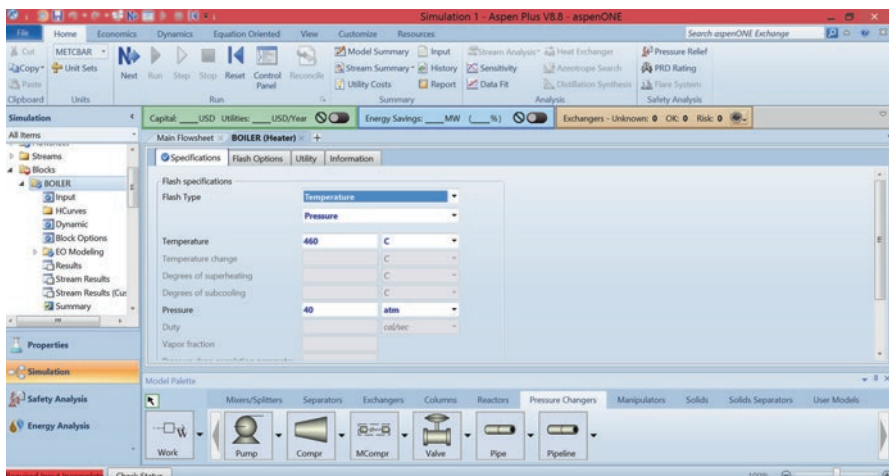 Simulation 1 - Aspen Plus V8.8 - aspenONE
File Home Economics Dynamics Equation Oriented View Customize Resources Search aspenONE Exchange
Cut METCBAR Model Summary Input Stream Analysis Heat Exchanger Pressure Relief
Copy Unit Sets Next Run Step Stop Reset Control Panel Reconcile Stream Summary History Sensitivity Azeotrope Search PRD Rating
Paste Utility Costs Report Data Fit Distillation Synthesis Flare System
Clipboard Units Run Summary Analysis Safety Analysis
Simulation Capital: ____ USD Utilities: ____ USD/Year Energy Savings: ____ MW ( ____ %) Exchangers - Unknown: 0 OK: 0 Risk: 0
All Items Main Flowsheet BOILER (Heater) +
Streams
Blocks
BOILER
Input
HCurves
Dynamic
Block Options
EO Modeling
Results
Stream Results
Stream Results (Cus
Summary
Properties
Simulation
Safety Analysis
Energy Analysis
Specifications Flash Options Utility Information
Flash specifications
Flash Type Temperature
Pressure
Temperature 460 C
Temperature change C
Degrees of superheating C
Degrees of subcooling C
Pressure 40 atm
Duty cal/sec
Vapor fraction
Model Palette
Mixers/Splitters Separators Exchangers Columns Reactors Pressure Changers Manipulators Solids Solids Separators User Models
Work Pump Compr MCompr Valve Pipe Pipeline
Check Status
100%